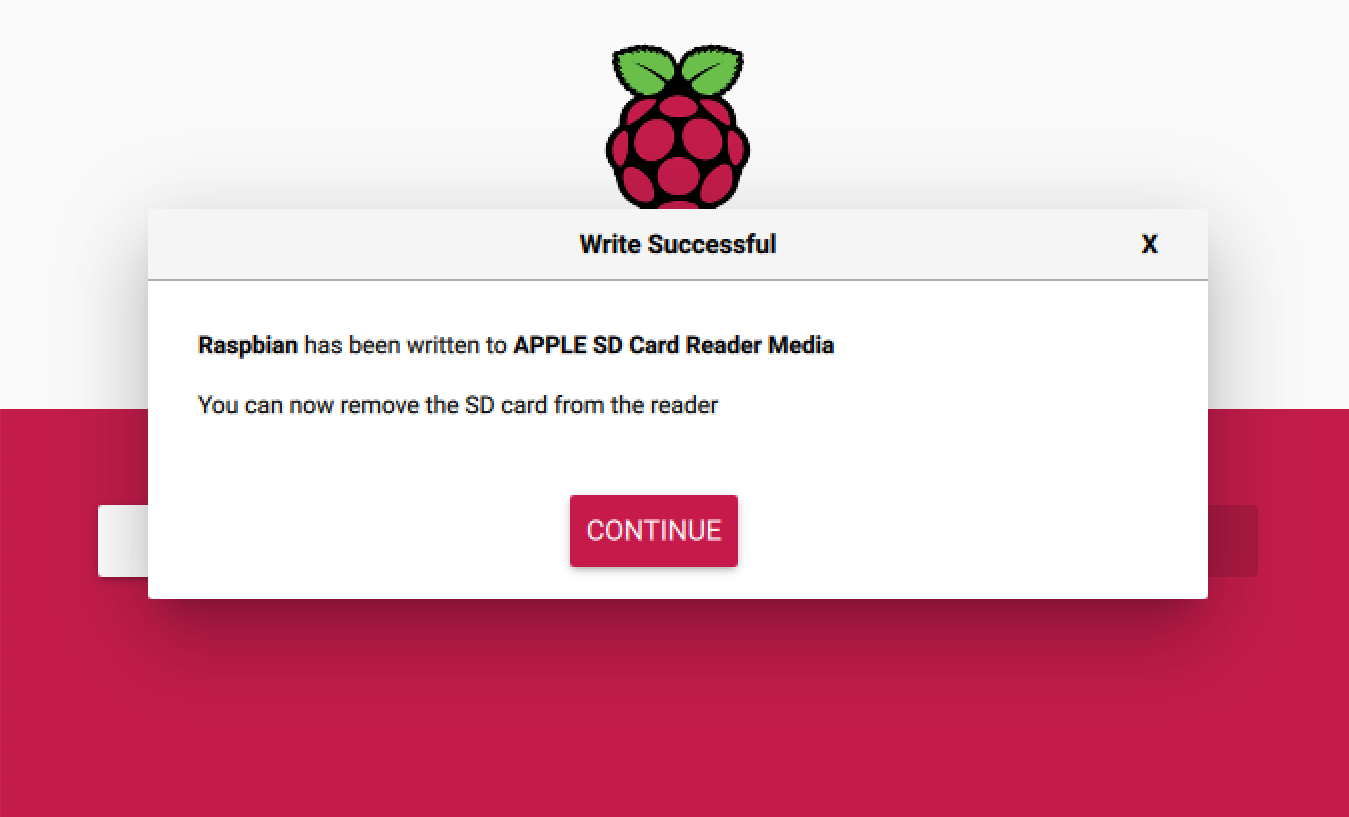 Write Successful X
Raspbian has been written to APPLE SD Card Reader Media
You can now remove the SD card from the reader
CONTINUE